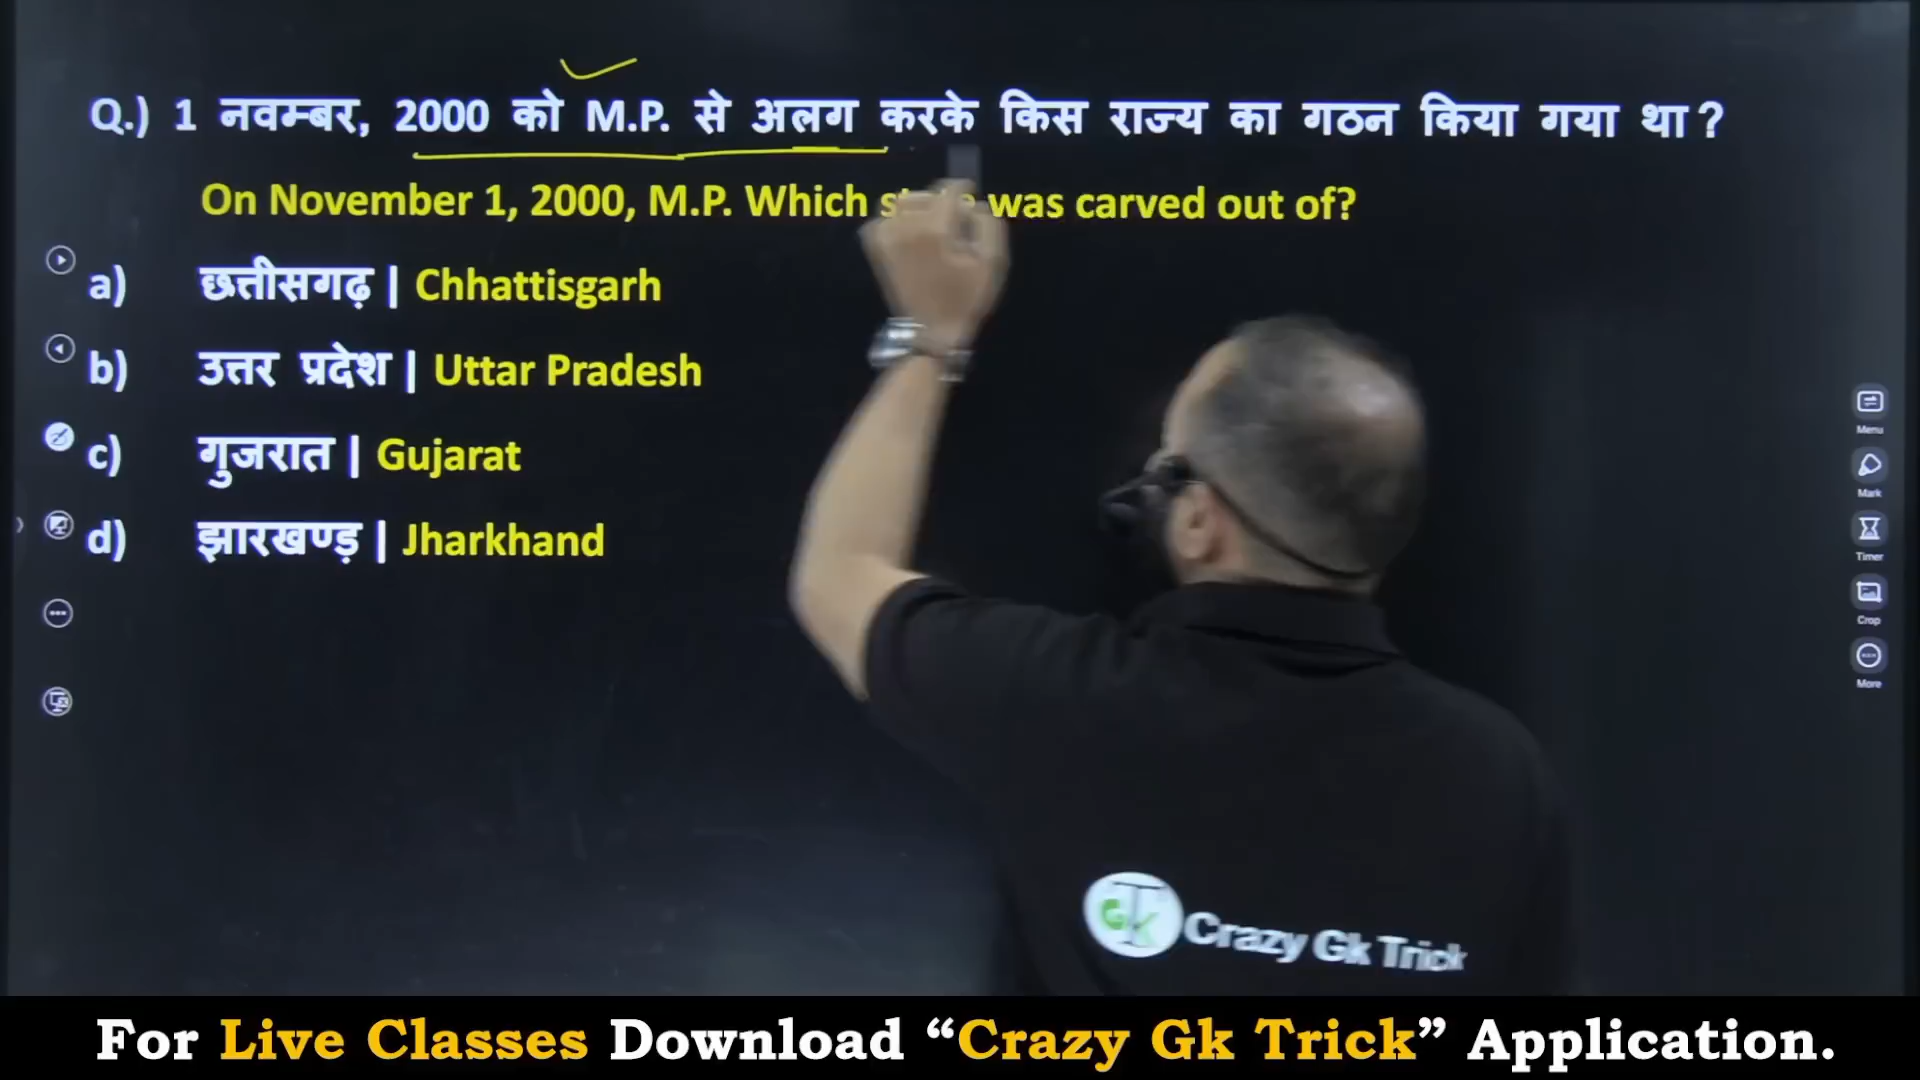 Q.) 1 नवम्बर, 2000 को M.P. से अलग करके किस राज्य का गठन किया गया था ?
On November 1, 2000, M.P. Which was carved out of?
a) छत्तीसगढ़ | Chhattisgarh
b) उत्तर प्रदेश | Uttar Pradesh
c) गुजरात | Gujarat
d) झारखण्ड़ | Jharkhand
Menu
Mark
Timer
Crop
More
GTK Crazy Gk Trick
For Live Classes Download “Crazy Gk Trick” Application.